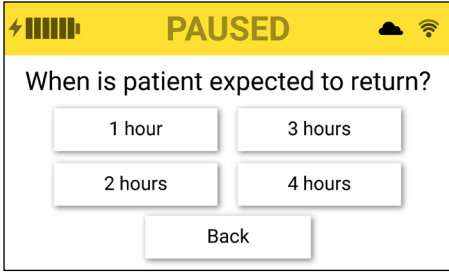 PAUSED
When is patient expected to return?
1 hour
3 hours
2 hours
4 hours
Back